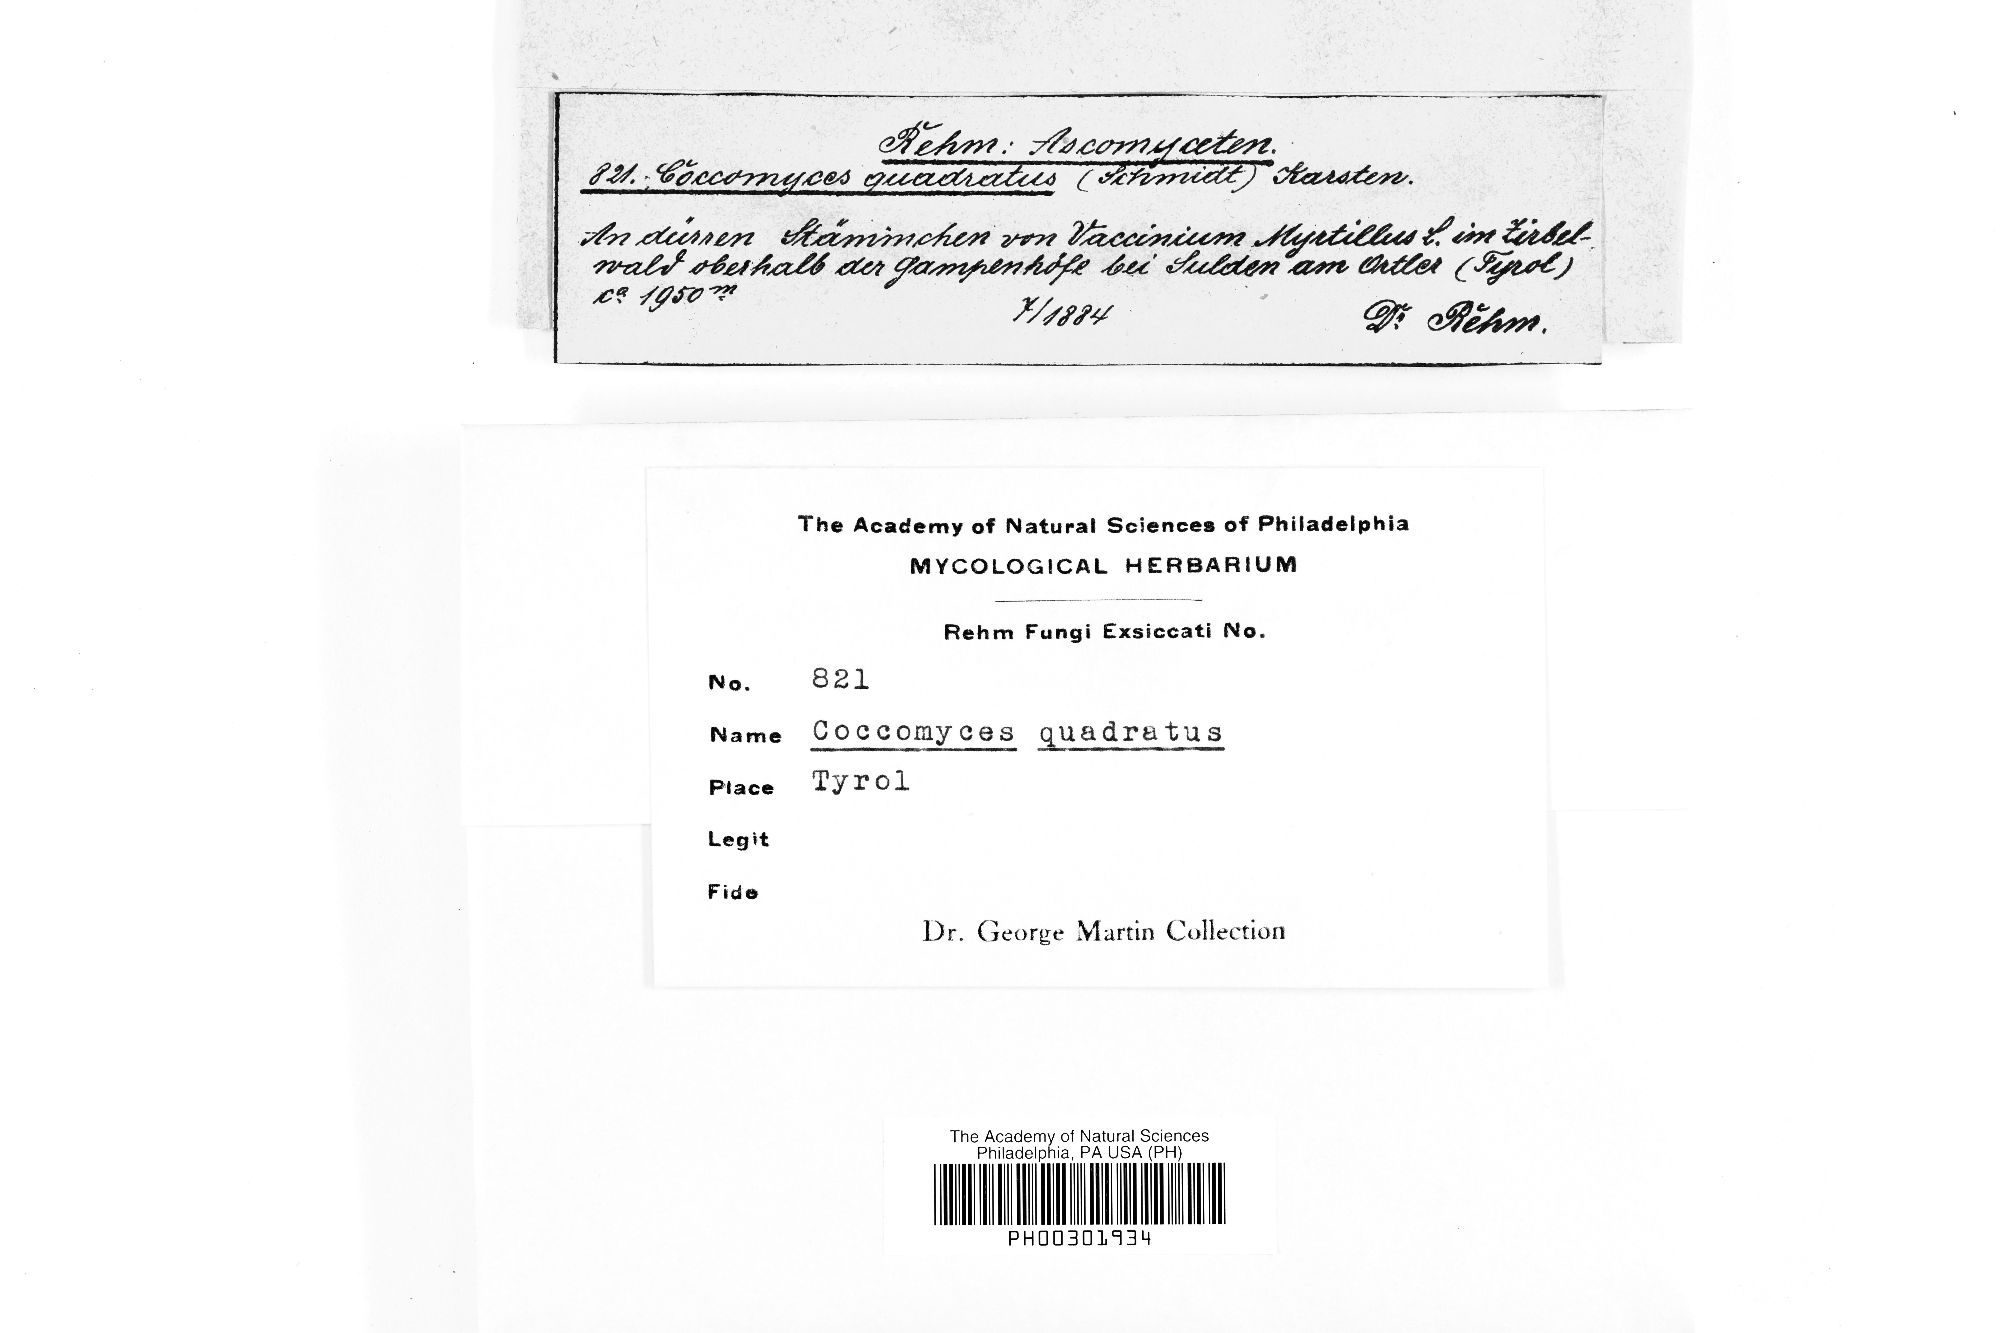 Rehm: Ascomyceten.
821. Coccomyces quadratus (Schmidt) Karsten.
An dürren Stämmchen von Vaccinium Myrtillus L. im Zirbel-
wald oberhalb der Gampenhöfe bei Sulden am Ortler (Tyrol)
ca 1950 m
7/1884
Dr. Rehm.
The Academy of Natural Sciences of Philadelphia
MYCOLOGICAL HERBARIUM
Rehm Fungi Exsiccati No.
No. 821
Name Coccomyces quadratus
Place Tyrol
Legit
Fide
Dr. George Martin Collection
The Academy of Natural Sciences
Philadelphia, PA USA (PH)
PH00301934